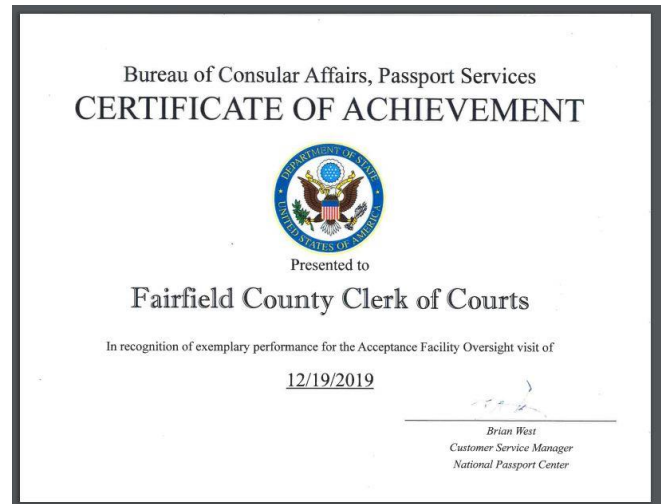 Bureau of Consular Affairs, Passport Services
CERTIFICATE OF ACHIEVEMENT
DEPARTMENT OF STATE
UNITED STATES OF AMERICA
Presented to
Fairfield County Clerk of Courts
In recognition of exemplary performance for the Acceptance Facility Oversight visit of
12/19/2019
Brian West
Customer Service Manager
National Passport Center